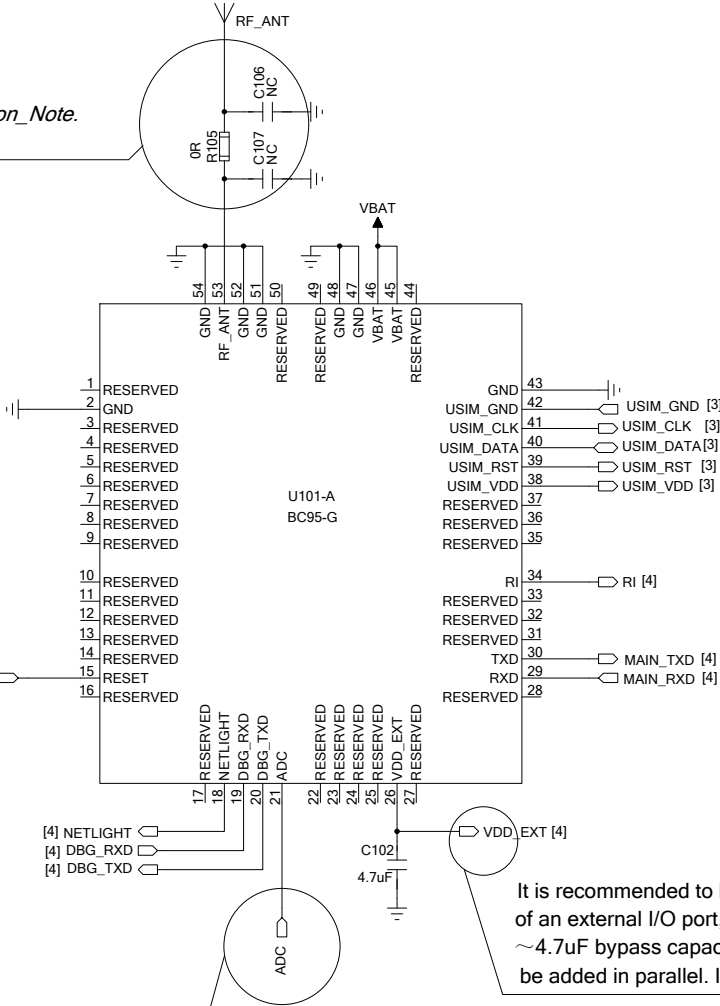 RF_ANT
on_Note.
C106
NC
0R
R105
C107
NC
VBAT
54
53
52
51
50
49
48
47
46
45
44
GND
RF_ANT
GND
GND
RESERVED
RESERVED
GND
GND
VBAT
VBAT
RESERVED
1 RESERVED
2 GND
3 RESERVED
4 RESERVED
5 RESERVED
6 RESERVED
7 RESERVED
8 RESERVED
9 RESERVED
10 RESERVED
11 RESERVED
12 RESERVED
13 RESERVED
14 RESERVED
15 RESET
16 RESERVED
U101-A
BC95-G
GND 43
USIM_GND 42 USIM_GND [3]
USIM_CLK 41 USIM_CLK [3]
USIM_DATA 40 USIM_DATA[3]
USIM_RST 39 USIM_RST [3]
USIM_VDD 38 USIM_VDD [3]
RESERVED 37
RESERVED 36
RESERVED 35
RI 34 RI [4]
RESERVED 33
RESERVED 32
RESERVED 31
TXD 30 MAIN_TXD [4]
RXD 29 MAIN_RXD [4]
RESERVED 28
RESERVED
NETLIGHT
DBG_RXD
DBG_TXD
ADC
RESERVED
RESERVED
RESERVED
RESERVED
VDD_EXT
RESERVED
17
18
19
20
21
22
23
24
25
26
27
[4] NETLIGHT
[4] DBG_RXD
[4] DBG_TXD
VDD_EXT [4]
C102
4.7uF
ADC
It is recommended to
of an external I/O port,
~4.7uF bypass capac
be added in parallel. I